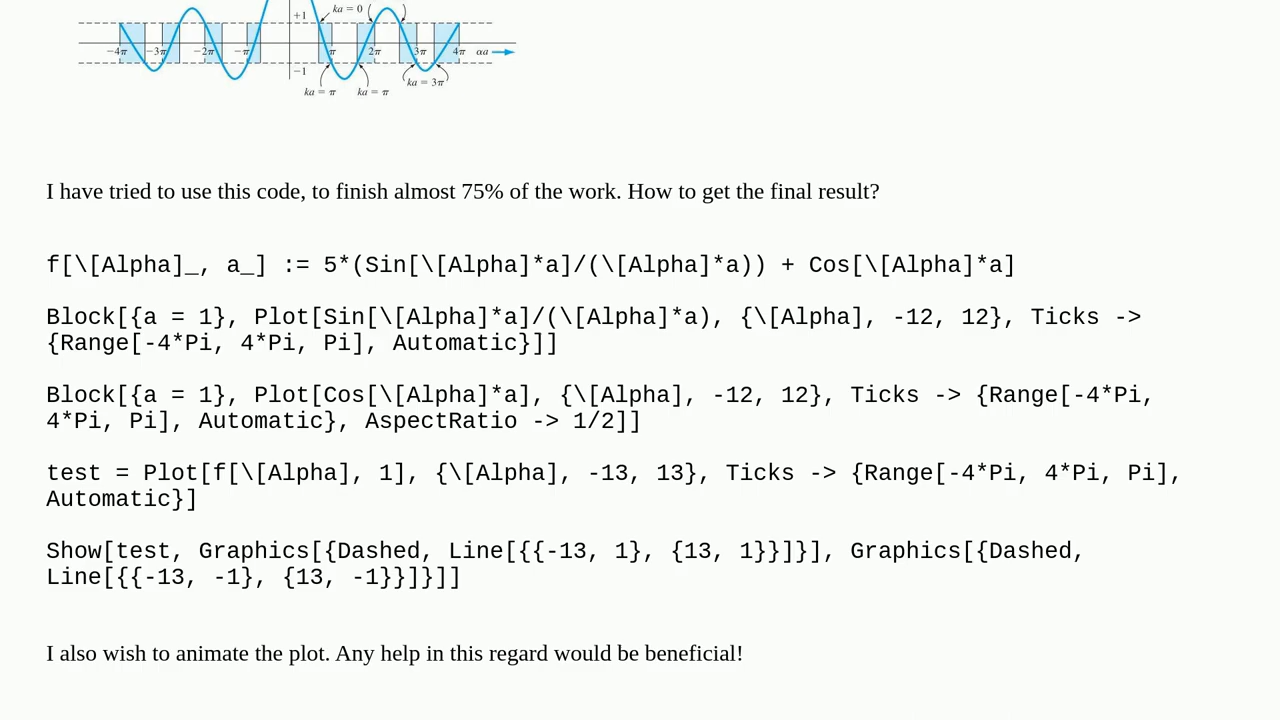 +1
ka = 0
−4π −3π −2π −π π 2π 3π 4π αa
−1
ka = 3π
ka = π ka = π
I have tried to use this code, to finish almost 75% of the work. How to get the final result?
f[\[Alpha]_, a_] := 5*(Sin[\[Alpha]*a]/(\[Alpha]*a)) + Cos[\[Alpha]*a]
Block[{a = 1}, Plot[Sin[\[Alpha]*a]/(\[Alpha]*a), {\[Alpha], -12, 12}, Ticks ->
{Range[-4*Pi, 4*Pi, Pi], Automatic}]]
Block[{a = 1}, Plot[Cos[\[Alpha]*a], {\[Alpha], -12, 12}, Ticks -> {Range[-4*Pi,
4*Pi, Pi], Automatic}, AspectRatio -> 1/2]]
test = Plot[f[\[Alpha], 1], {\[Alpha], -13, 13}, Ticks -> {Range[-4*Pi, 4*Pi, Pi],
Automatic}]
Show[test, Graphics[{Dashed, Line[{{-13, 1}, {13, 1}}]}], Graphics[{Dashed,
Line[{{-13, -1}, {13, -1}}]}]]
I also wish to animate the plot. Any help in this regard would be beneficial!